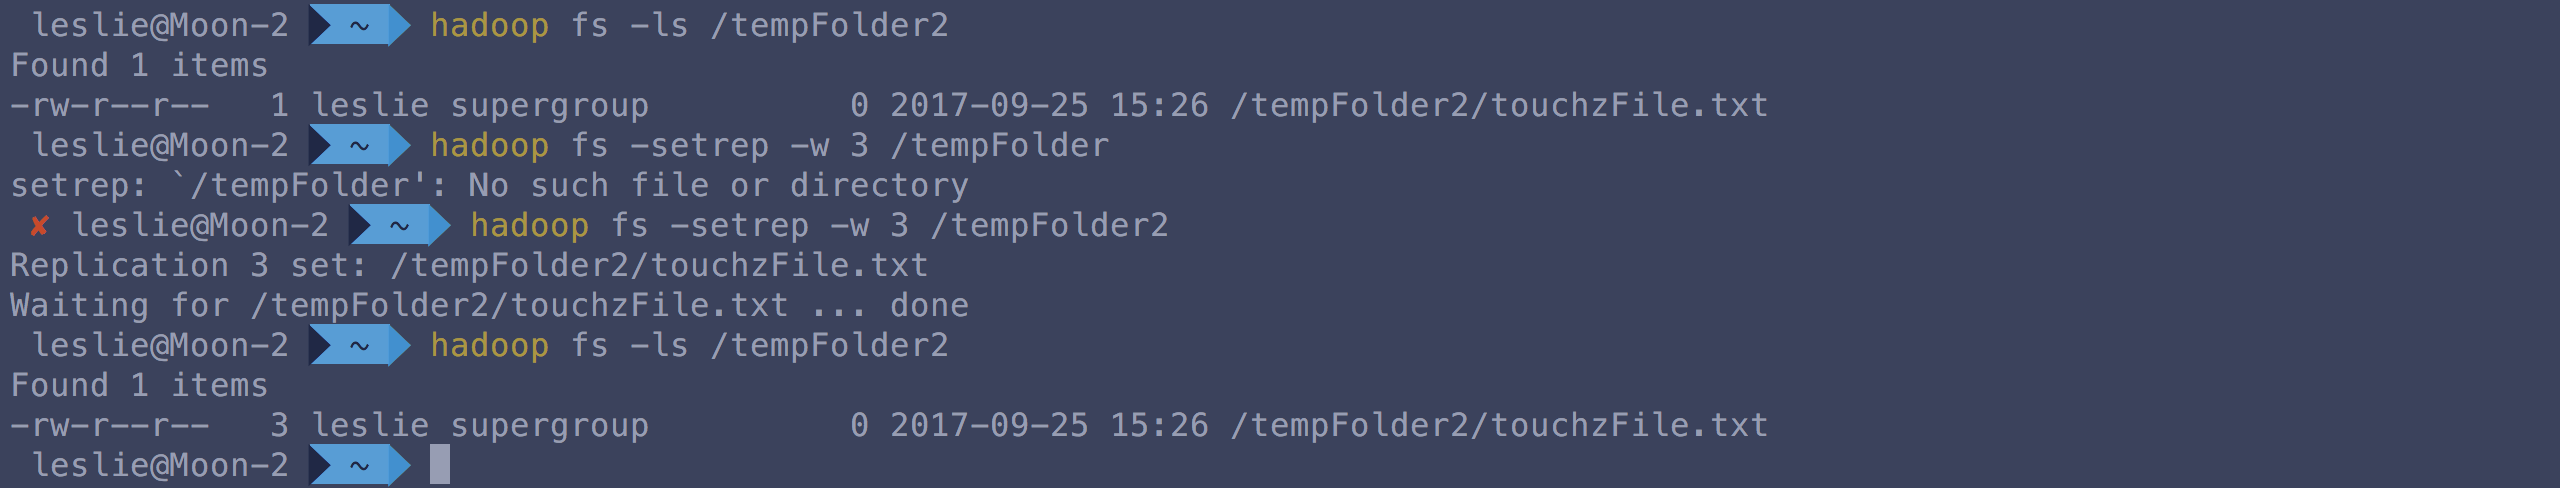 leslie@Moon-2 ~ hadoop fs -ls /tempFolder2
Found 1 items
-rw-r--r--   1 leslie supergroup          0 2017-09-25 15:26 /tempFolder2/touchzFile.txt
leslie@Moon-2 ~ hadoop fs -setrep -w 3 /tempFolder
setrep: `/tempFolder': No such file or directory
✘ leslie@Moon-2 ~ hadoop fs -setrep -w 3 /tempFolder2
Replication 3 set: /tempFolder2/touchzFile.txt
Waiting for /tempFolder2/touchzFile.txt ... done
leslie@Moon-2 ~ hadoop fs -ls /tempFolder2
Found 1 items
-rw-r--r--   3 leslie supergroup          0 2017-09-25 15:26 /tempFolder2/touchzFile.txt
leslie@Moon-2 ~